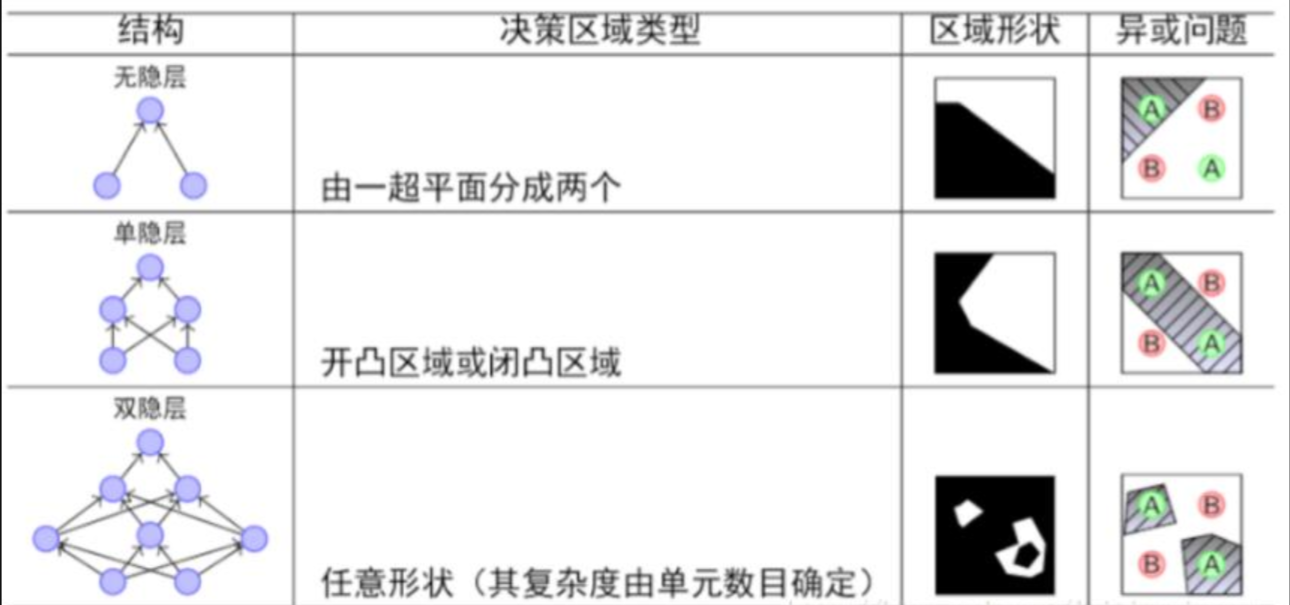 结构 决策区域类型 区域形状 异或问题
无隐层
A B
由一超平面分成两个
B A
单隐层
A B
B A
开凸区域或闭凸区域
双隐层
A B
B A
任意形状（其复杂度由单元数目确定）